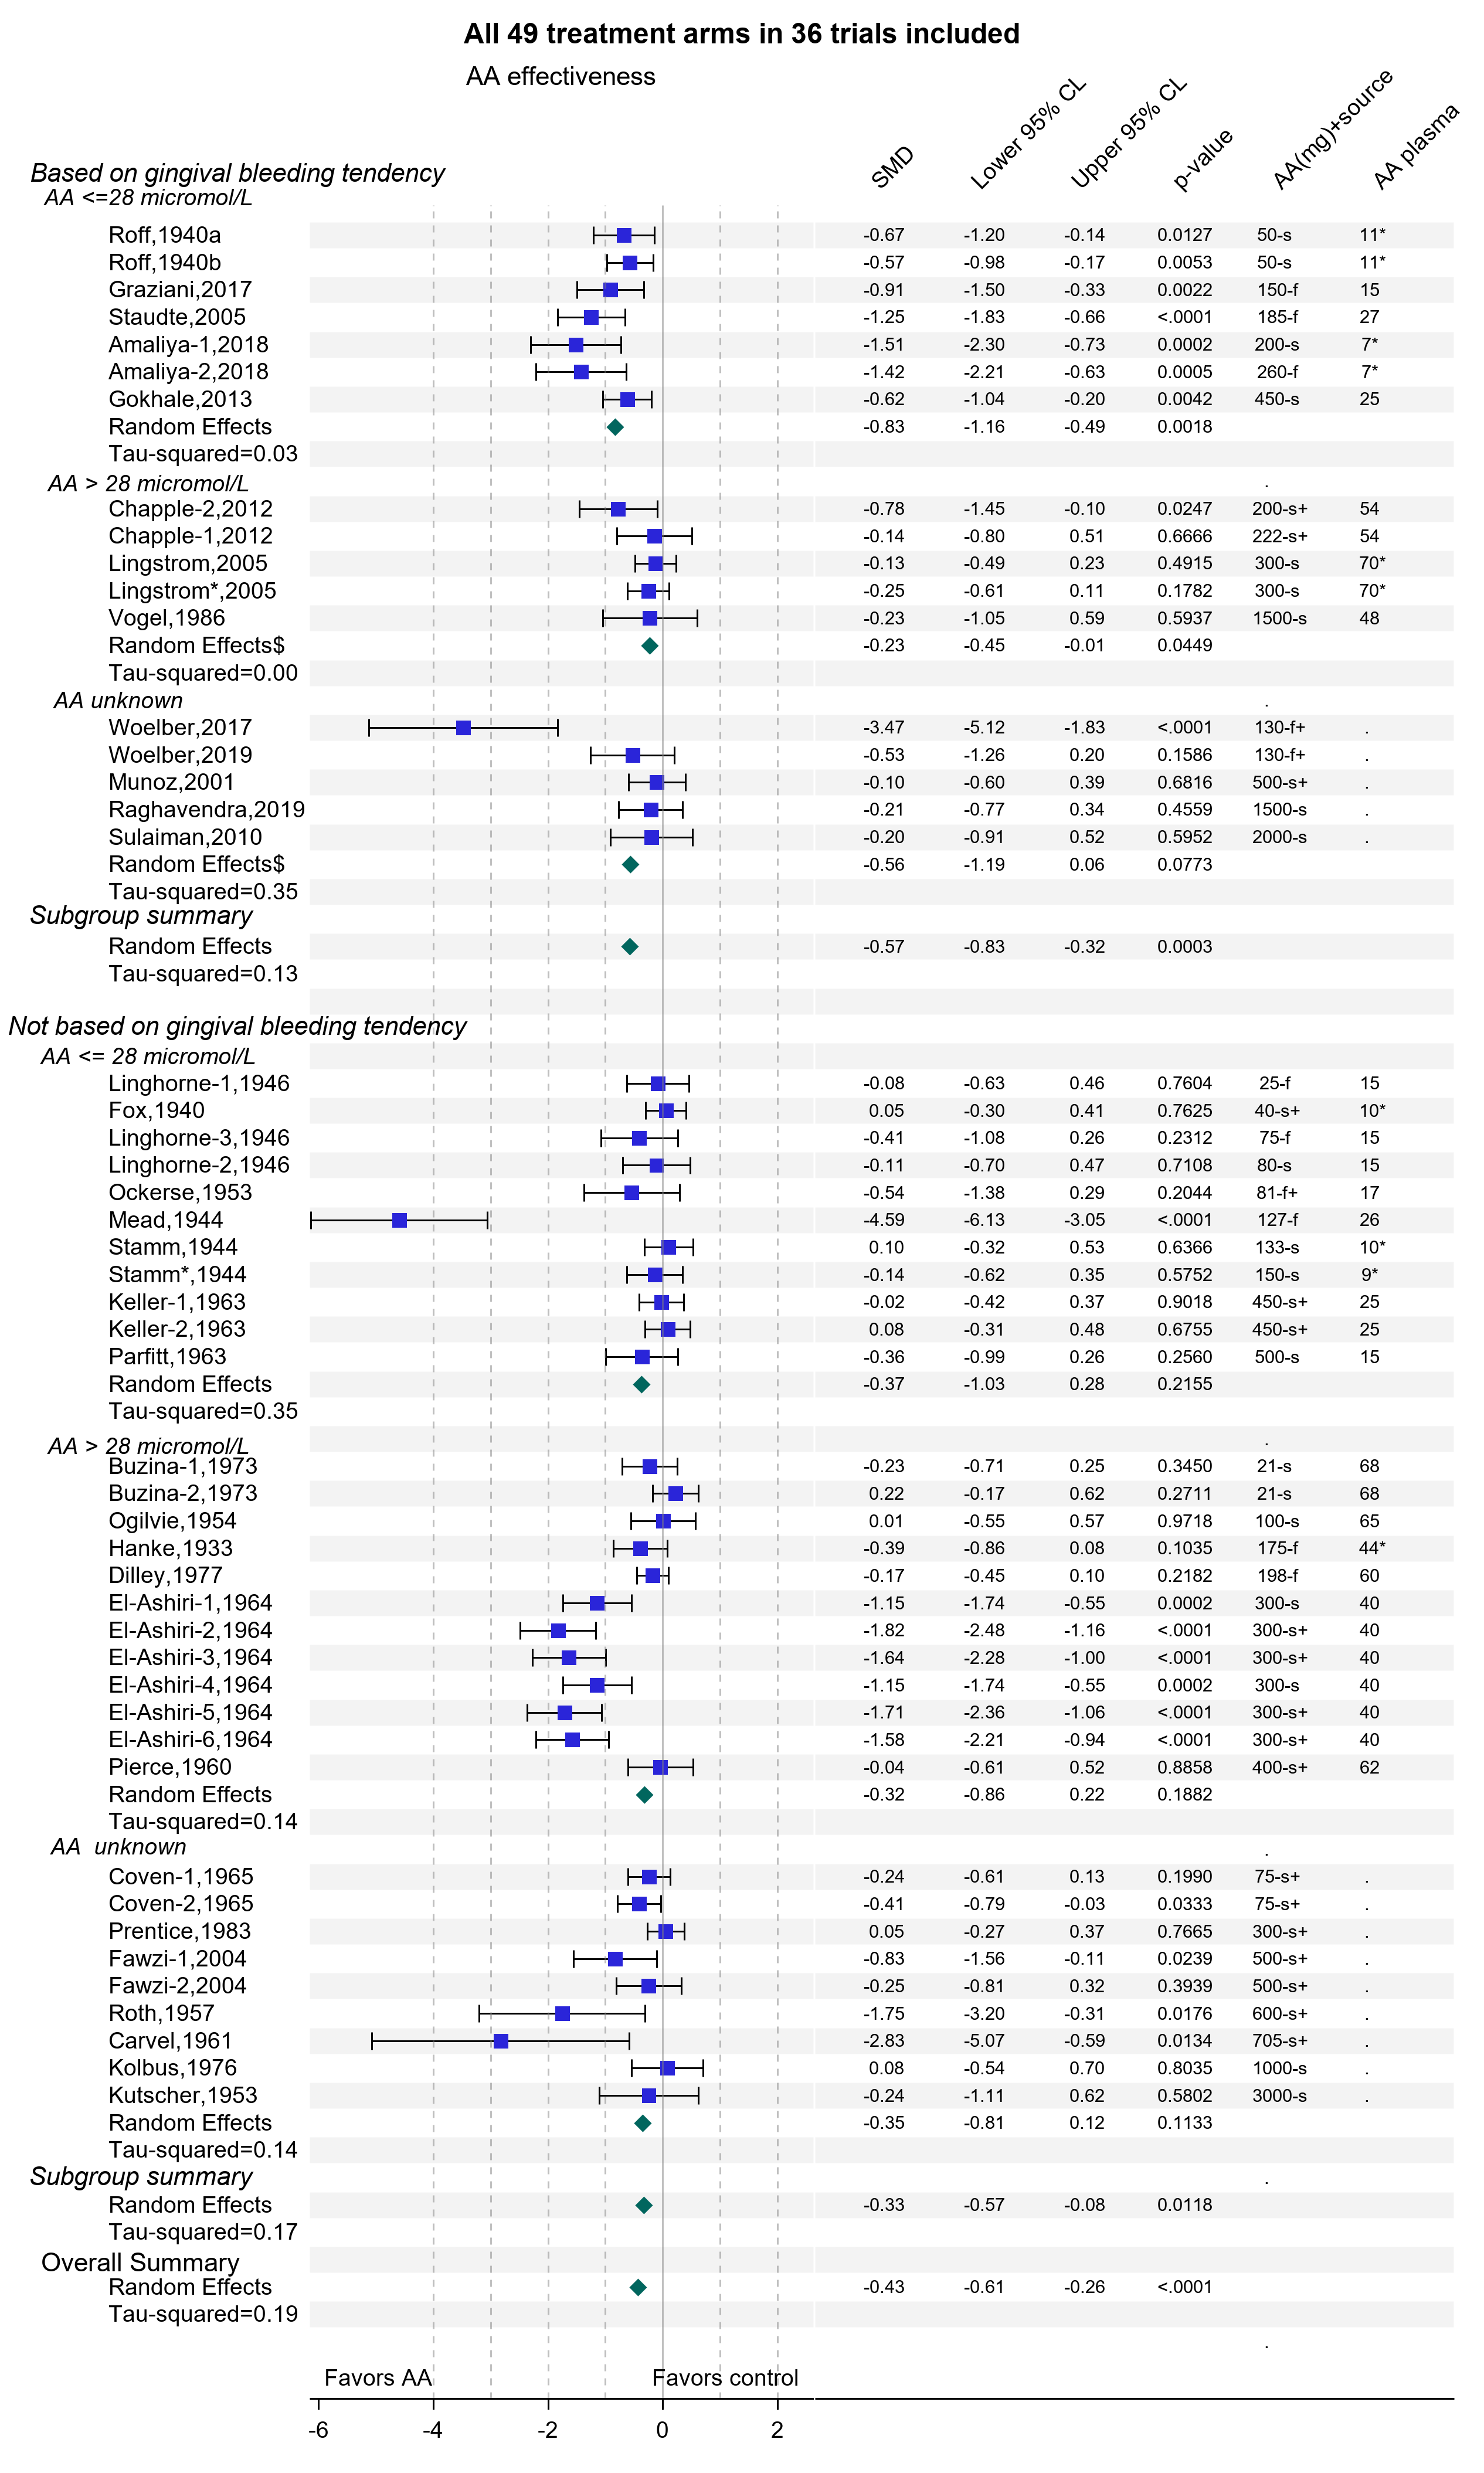 All 49 treatment arms in 36 trials included
AA effectiveness
SMD Lower 95% CL Upper 95% CL p-value AA(mg)+source AA plasma
Based on gingival bleeding tendency
AA <=28 micromol/L
Roff,1940a -0.67 -1.20 -0.14 0.0127 50-s 11*
Roff,1940b -0.57 -0.98 -0.17 0.0053 50-s 11*
Graziani,2017 -0.91 -1.50 -0.33 0.0022 150-f 15
Staudte,2005 -1.25 -1.83 -0.66 <.0001 185-f 27
Amaliya-1,2018 -1.51 -2.30 -0.73 0.0002 200-s 7*
Amaliya-2,2018 -1.42 -2.21 -0.63 0.0005 260-f 7*
Gokhale,2013 -0.62 -1.04 -0.20 0.0042 450-s 25
Random Effects -0.83 -1.16 -0.49 0.0018
Tau-squared=0.03
AA > 28 micromol/L .
Chapple-2,2012 -0.78 -1.45 -0.10 0.0247 200-s+ 54
Chapple-1,2012 -0.14 -0.80 0.51 0.6666 222-s+ 54
Lingstrom,2005 -0.13 -0.49 0.23 0.4915 300-s 70*
Lingstrom*,2005 -0.25 -0.61 0.11 0.1782 300-s 70*
Vogel,1986 -0.23 -1.05 0.59 0.5937 1500-s 48
Random Effects$ -0.23 -0.45 -0.01 0.0449
Tau-squared=0.00
AA unknown .
Woelber,2017 -3.47 -5.12 -1.83 <.0001 130-f+ .
Woelber,2019 -0.53 -1.26 0.20 0.1586 130-f+ .
Munoz,2001 -0.10 -0.60 0.39 0.6816 500-s+ .
Raghavendra,2019 -0.21 -0.77 0.34 0.4559 1500-s .
Sulaiman,2010 -0.20 -0.91 0.52 0.5952 2000-s .
Random Effects$ -0.56 -1.19 0.06 0.0773
Tau-squared=0.35
Subgroup summary
Random Effects -0.57 -0.83 -0.32 0.0003
Tau-squared=0.13
Not based on gingival bleeding tendency
AA <= 28 micromol/L
Linghorne-1,1946 -0.08 -0.63 0.46 0.7604 25-f 15
Fox,1940 0.05 -0.30 0.41 0.7625 40-s+ 10*
Linghorne-3,1946 -0.41 -1.08 0.26 0.2312 75-f 15
Linghorne-2,1946 -0.11 -0.70 0.47 0.7108 80-s 15
Ockerse,1953 -0.54 -1.38 0.29 0.2044 81-f+ 17
Mead,1944 -4.59 -6.13 -3.05 <.0001 127-f 26
Stamm,1944 0.10 -0.32 0.53 0.6366 133-s 10*
Stamm*,1944 -0.14 -0.62 0.35 0.5752 150-s 9*
Keller-1,1963 -0.02 -0.42 0.37 0.9018 450-s+ 25
Keller-2,1963 0.08 -0.31 0.48 0.6755 450-s+ 25
Parfitt,1963 -0.36 -0.99 0.26 0.2560 500-s 15
Random Effects -0.37 -1.03 0.28 0.2155
Tau-squared=0.35
AA > 28 micromol/L .
Buzina-1,1973 -0.23 -0.71 0.25 0.3450 21-s 68
Buzina-2,1973 0.22 -0.17 0.62 0.2711 21-s 68
Ogilvie,1954 0.01 -0.55 0.57 0.9718 100-s 65
Hanke,1933 -0.39 -0.86 0.08 0.1035 175-f 44*
Dilley,1977 -0.17 -0.45 0.10 0.2182 198-f 60
El-Ashiri-1,1964 -1.15 -1.74 -0.55 0.0002 300-s 40
El-Ashiri-2,1964 -1.82 -2.48 -1.16 <.0001 300-s+ 40
El-Ashiri-3,1964 -1.64 -2.28 -1.00 <.0001 300-s+ 40
El-Ashiri-4,1964 -1.15 -1.74 -0.55 0.0002 300-s 40
El-Ashiri-5,1964 -1.71 -2.36 -1.06 <.0001 300-s+ 40
El-Ashiri-6,1964 -1.58 -2.21 -0.94 <.0001 300-s+ 40
Pierce,1960 -0.04 -0.61 0.52 0.8858 400-s+ 62
Random Effects -0.32 -0.86 0.22 0.1882
Tau-squared=0.14
AA unknown .
Coven-1,1965 -0.24 -0.61 0.13 0.1990 75-s+ .
Coven-2,1965 -0.41 -0.79 -0.03 0.0333 75-s+ .
Prentice,1983 0.05 -0.27 0.37 0.7665 300-s+ .
Fawzi-1,2004 -0.83 -1.56 -0.11 0.0239 500-s+ .
Fawzi-2,2004 -0.25 -0.81 0.32 0.3939 500-s+ .
Roth,1957 -1.75 -3.20 -0.31 0.0176 600-s+ .
Carvel,1961 -2.83 -5.07 -0.59 0.0134 705-s+ .
Kolbus,1976 0.08 -0.54 0.70 0.8035 1000-s .
Kutscher,1953 -0.24 -1.11 0.62 0.5802 3000-s .
Random Effects -0.35 -0.81 0.12 0.1133
Tau-squared=0.14
Subgroup summary .
Random Effects -0.33 -0.57 -0.08 0.0118
Tau-squared=0.17
Overall Summary
Random Effects -0.43 -0.61 -0.26 <.0001
Tau-squared=0.19
.
Favors AA Favors control
-6 -4 -2 0 2